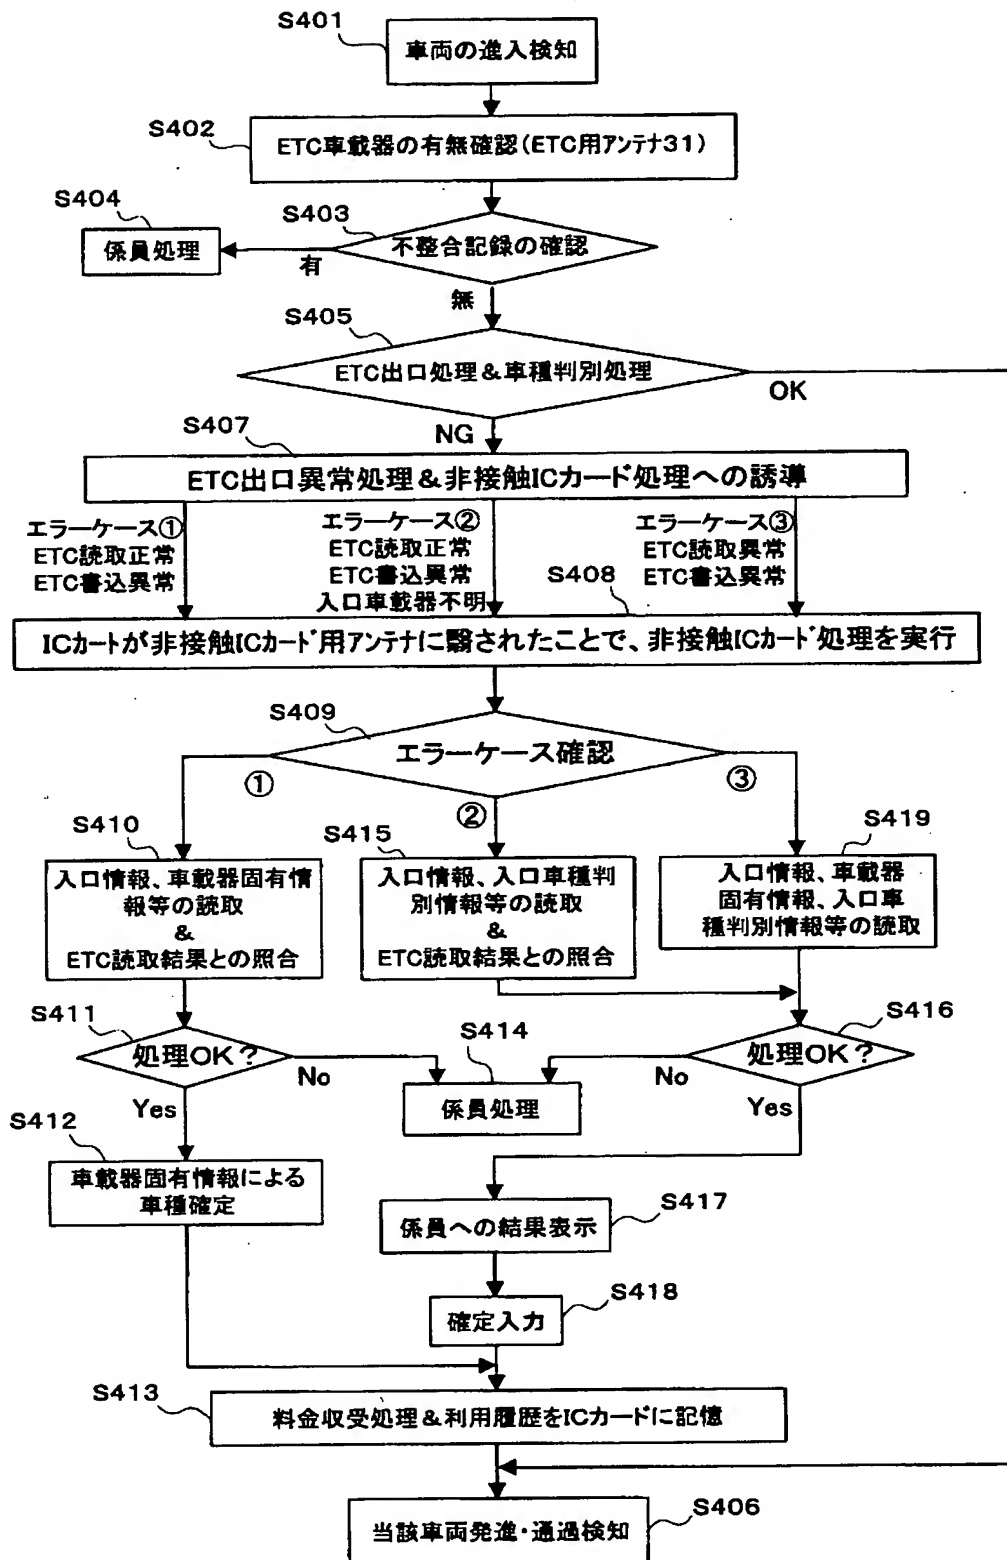 S401
車両の進入検知
S402
ETC車載器の有無確認(ETC用アンテナ31)
S404
係員処理
S403
不整合記録の確認
有
無
S405
ETC出口処理&車種判別処理
OK
NG
S407
ETC出口異常処理&非接触ICカード処理への誘導
エラーケース①
ETC読取正常
ETC書込異常
エラーケース②
ETC読取正常
ETC書込異常
入口車載器不明
エラーケース③
ETC読取異常
ETC書込異常
S408
ICカートが非接触ICカード用アンテナに翳されたことで、非接触ICカード処理を実行
S409
エラーケース確認
①
②
③
S410
入口情報、車載器固有情
報等の読取
&
ETC読取結果との照合
S415
入口情報、入口車種判
別情報等の読取
&
ETC読取結果との照合
S419
入口情報、車載器
固有情報、入口車
種判別情報等の読取
S411
処理OK?
No
Yes
S414
係員処理
S416
処理OK?
No
Yes
S412
車載器固有情報による
車種確定
S417
係員への結果表示
S418
確定入力
S413
料金収受処理&利用履歴をICカードに記憶
S406
当該車両発進・通過検知